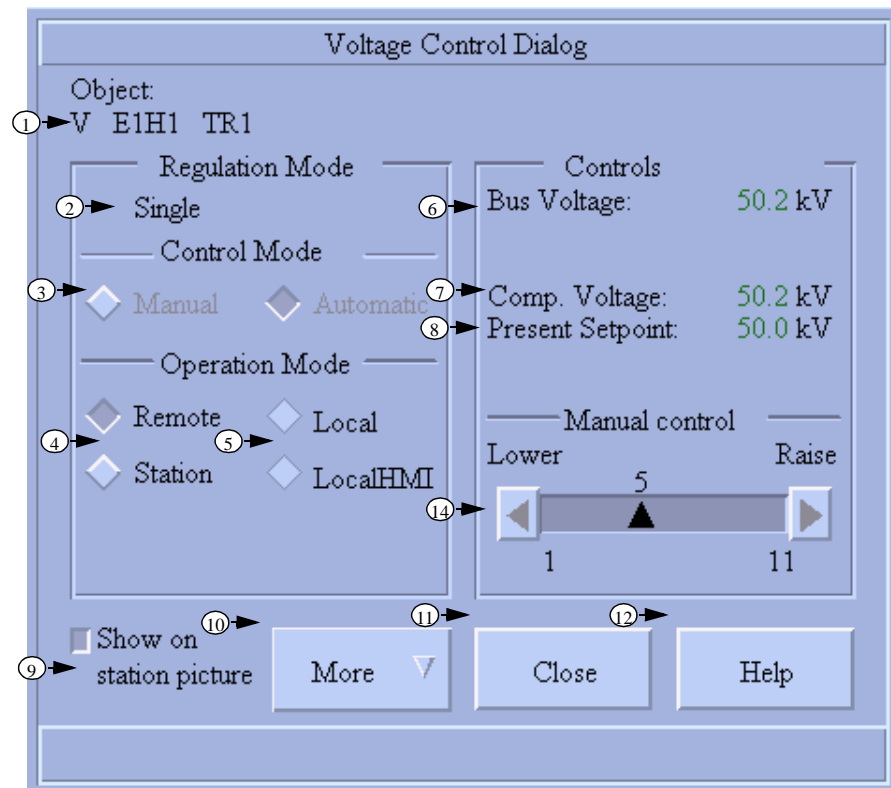 Voltage Control Dialog
Object:
1 V E1H1 TR1
Regulation Mode
2 Single
Control Mode
3 Manual Automatic
Operation Mode
4 Remote 5 Local
Station LocalHMI
Controls
6 Bus Voltage: 50.2 kV
7 Comp. Voltage: 50.2 kV
8 Present Setpoint: 50.0 kV
Manual control
Lower Raise
5
14
1 11
9 Show on
station picture
10 More
11 Close
12 Help